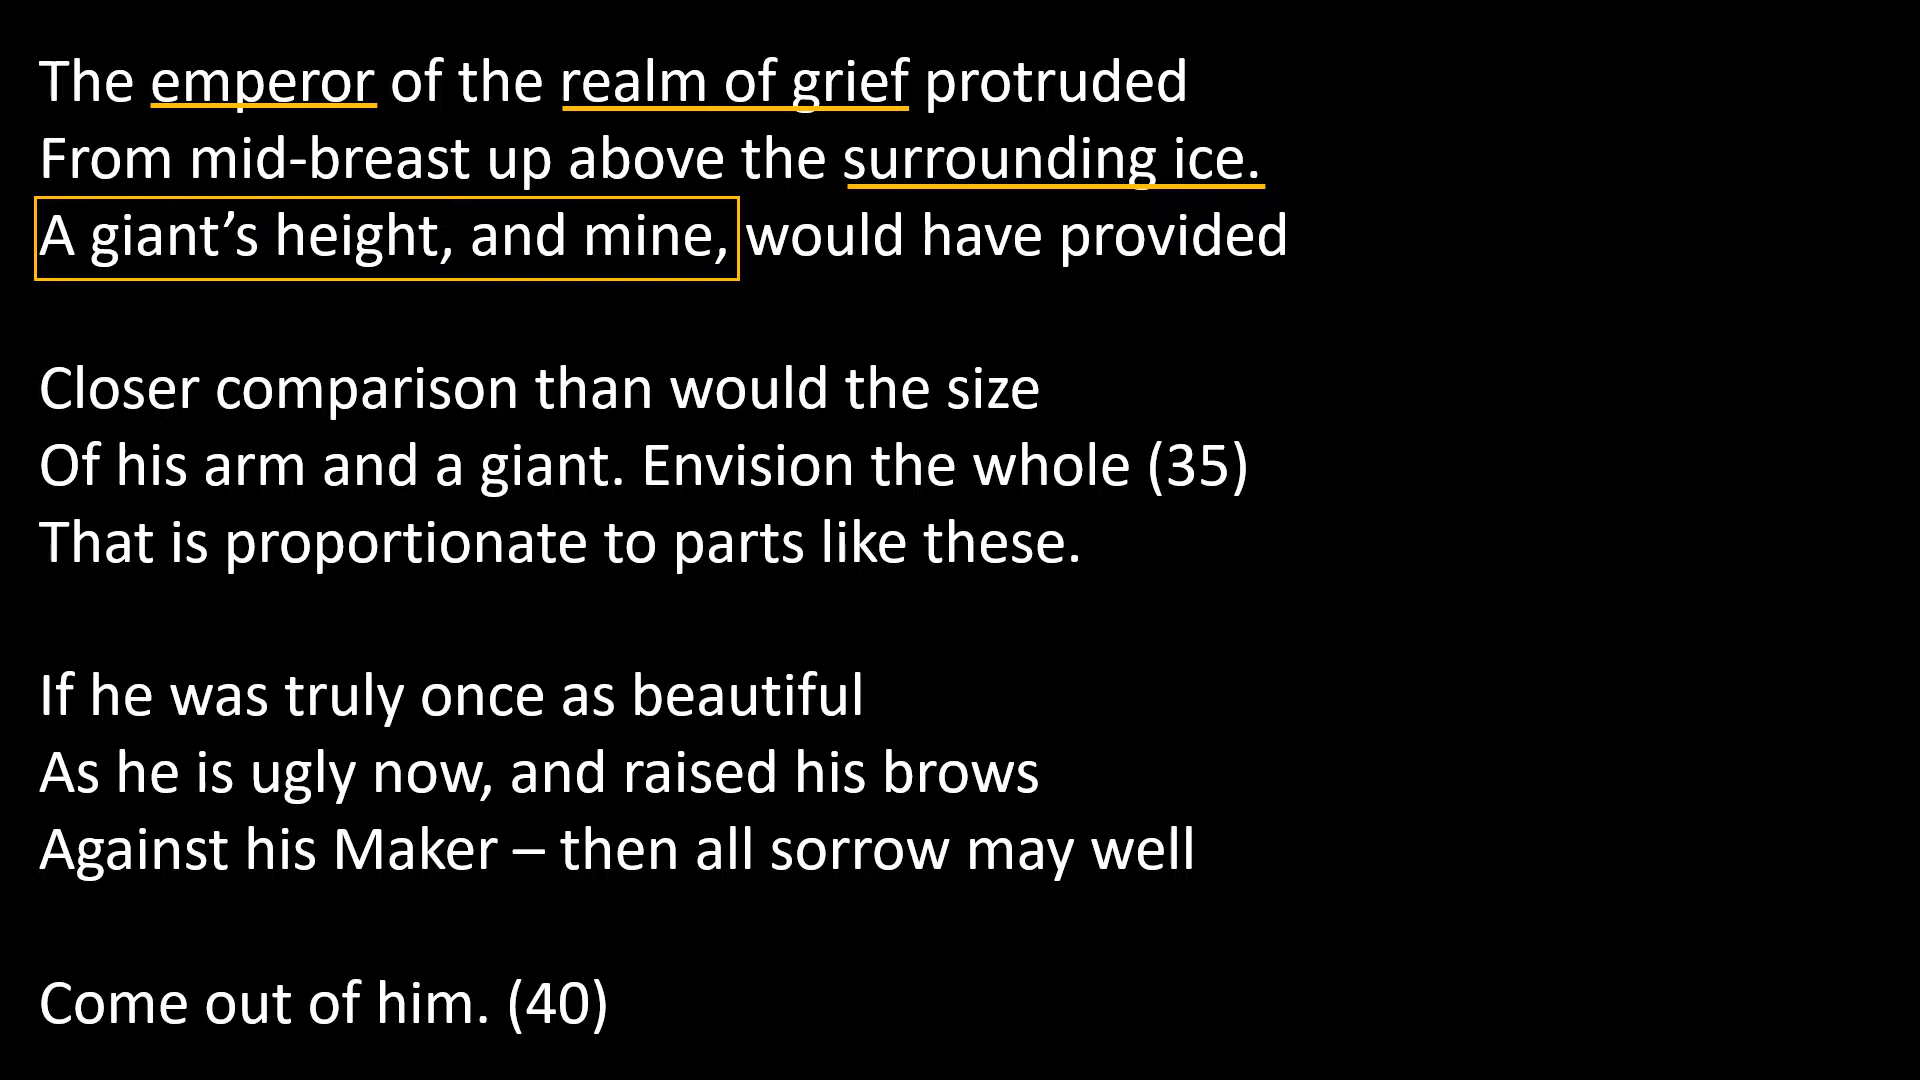 The emperor of the realm of grief protruded
From mid-breast up above the surrounding ice.
A giant’s height, and mine, would have provided
Closer comparison than would the size
Of his arm and a giant. Envision the whole (35)
That is proportionate to parts like these.
If he was truly once as beautiful
As he is ugly now, and raised his brows
Against his Maker – then all sorrow may well
Come out of him. (40)